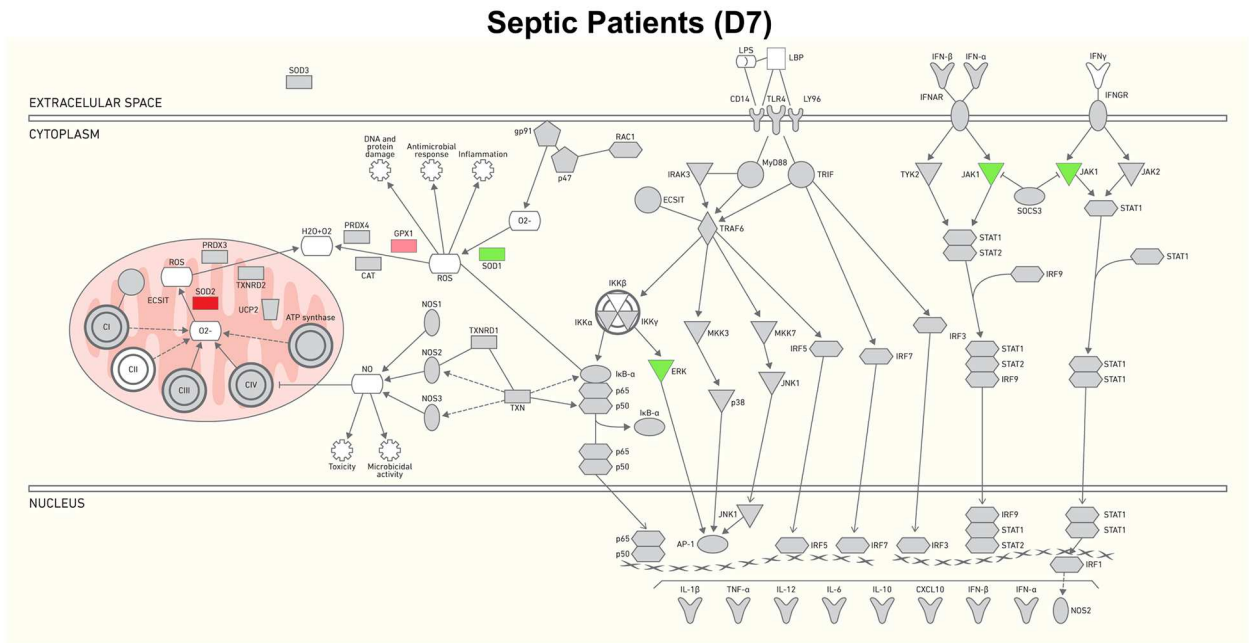 Septic Patients (D7)
SOD3
EXTRACELULAR SPACE
CYTOPLASM
LPS
LBP
CD14
TLR4
LY96
IFN-β
IFN-α
IFNAR
IFNγ
IFNGR
DNA and
protein
damage
Antimicrobial
response
Inflammation
gp91
p47
RAC1
O2-
MyD88
IRAK3
TRIF
ECSIT
TRAF6
TYK2
JAK1
JAK1
JAK2
SOCS3
STAT1
H2O+O2
PRDX4
GPX1
CAT
ROS
SOD1
STAT1
STAT2
IRF9
STAT1
PRDX3
ROS
TXNRD2
ECSIT
SOD2
UCP2
ATP synthase
CI
O2-
CII
CIII
CIV
NOS1
TXNRD1
NOS2
NO
NOS3
TXN
Toxicity
Microbicidal
activity
IKKβ
IKKα
IKKγ
MKK3
MKK7
IRF5
IRF7
IRF3
IκB-α
p65
p50
ERK
JNK1
p38
IκB-α
p65
p50
STAT1
STAT2
IRF9
STAT1
STAT1
NUCLEUS
JNK1
p65
p50
AP-1
IRF5
IRF7
IRF3
IRF9
STAT1
STAT2
STAT1
STAT1
IRF1
IL-1β
TNF-α
IL-12
IL-6
IL-10
CXCL10
IFN-β
IFN-α
NOS2